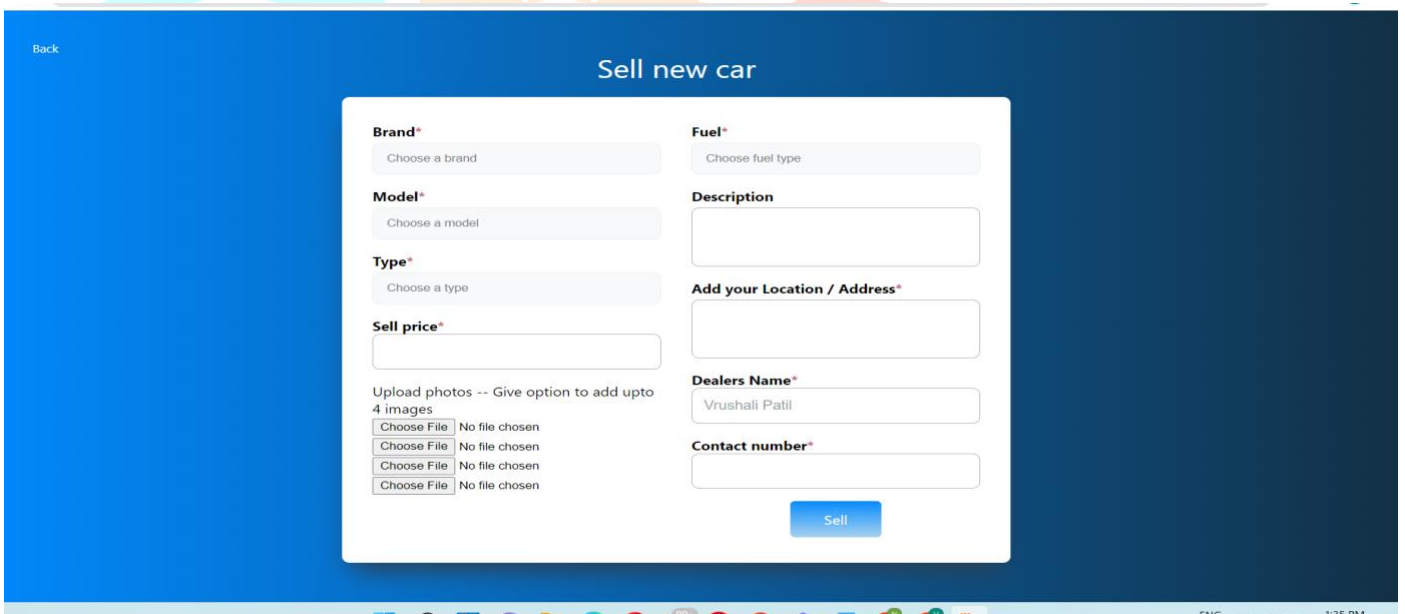 Back
Sell new car
Brand*
Choose a brand
Model*
Choose a model
Type*
Choose a type
Sell price*
Upload photos -- Give option to add upto
4 images
Choose File No file chosen
Choose File No file chosen
Choose File No file chosen
Choose File No file chosen
Fuel*
Choose fuel type
Description
Add your Location / Address*
Dealers Name*
Vrushali Patil
Contact number*
Sell